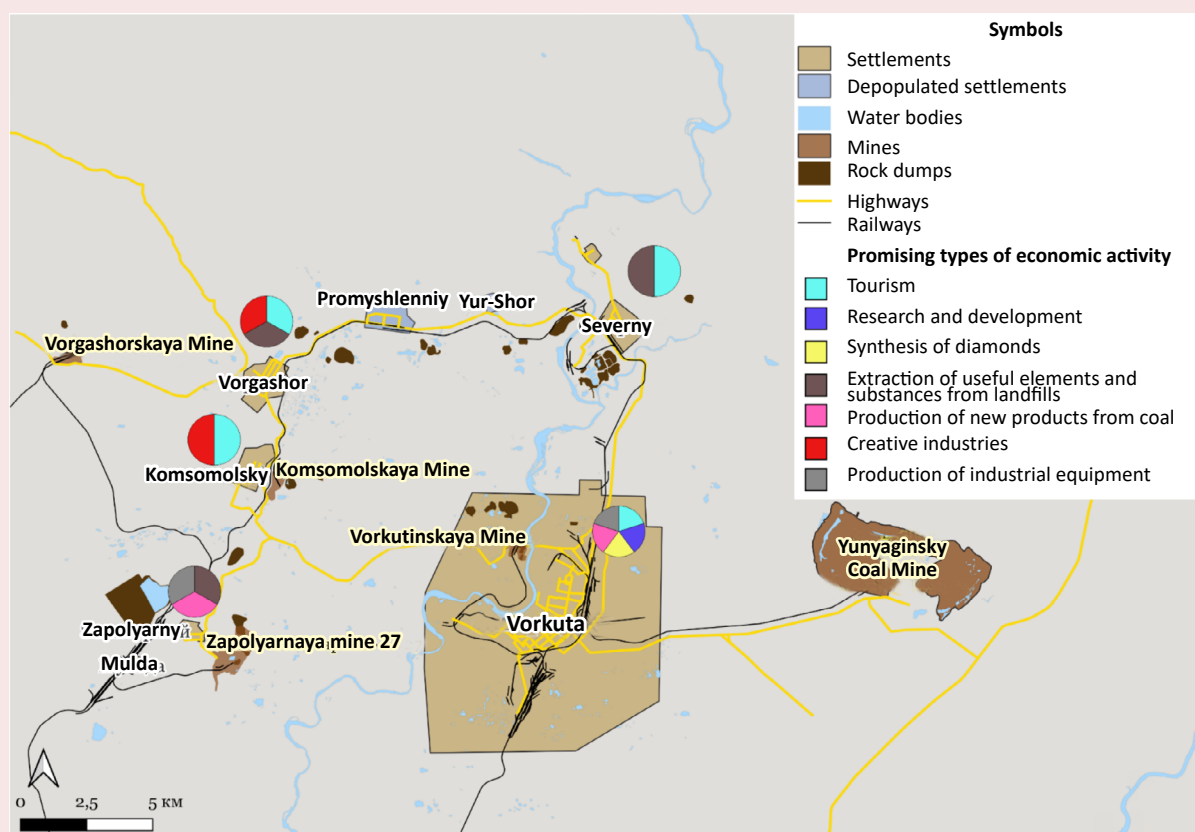 Symbols
Settlements
Depopulated settlements
Water bodies
Mines
Rock dumps
Highways
Railways
Promising types of economic activity
Tourism
Research and development
Synthesis of diamonds
Extraction of useful elements and
substances from landfills
Production of new products from coal
Creative industries
Production of industrial equipment
Promyshlenniy
Yur-Shor
Severny
Vorgashorskaya Mine
Vorgashor
Komsomolsky
Komsomolskaya Mine
Vorkutinskaya Mine
Yunyaginsky
Coal Mine
Vorkuta
Zapolyarnyй
Zapolyarnaya mine 27
Mulda
0 2,5 5 КМ